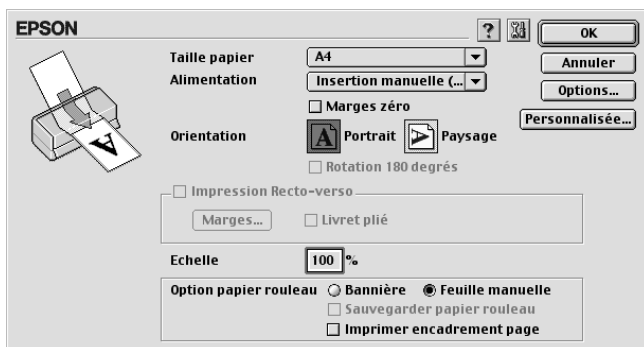 EPSON
?
OK
Taille papier A4
Annuler
Alimentation Insertion manuelle (...
Options...
Marges zéro
Personnalisée...
Orientation A Portrait A Paysage
Rotation 180 degrés
Impression Recto-verso
Marges... Livret plié
Echelle 100 %
Option papier rouleau Bannière Feuille manuelle
Sauvegarder papier rouleau
Imprimer encadrement page
A